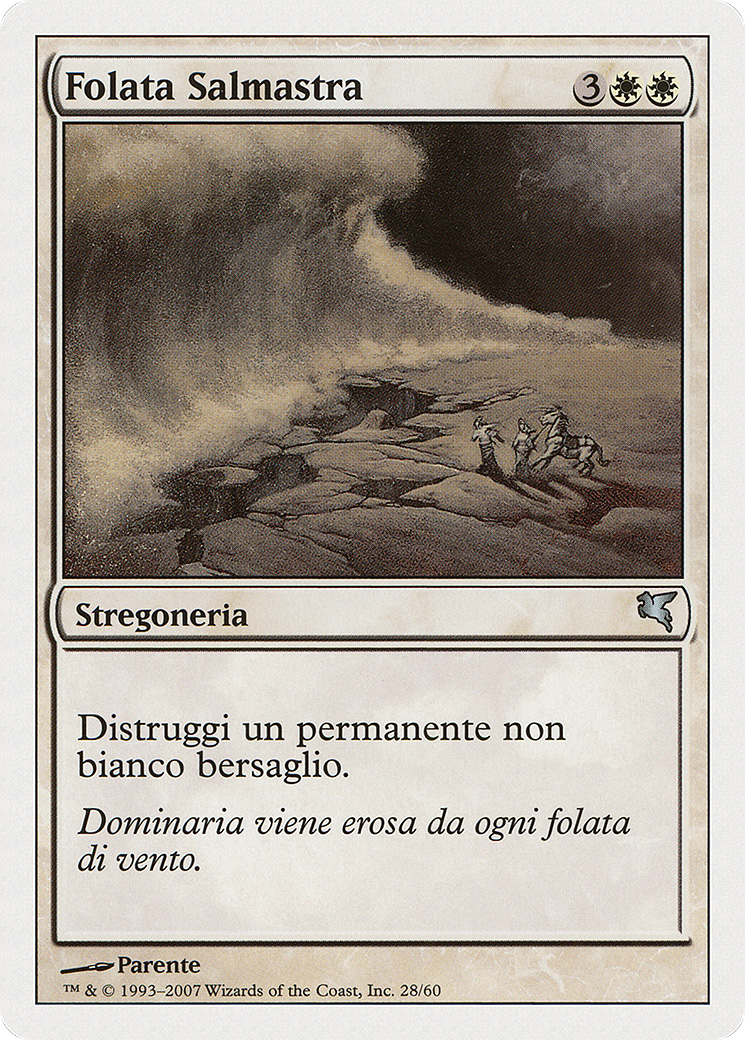 Folata Salmastra 3
Stregoneria
Distruggi un permanente non
bianco bersaglio.
Dominaria viene erosa da ogni folata
di vento.
Parente
™ & © 1993–2007 Wizards of the Coast, Inc. 28/60